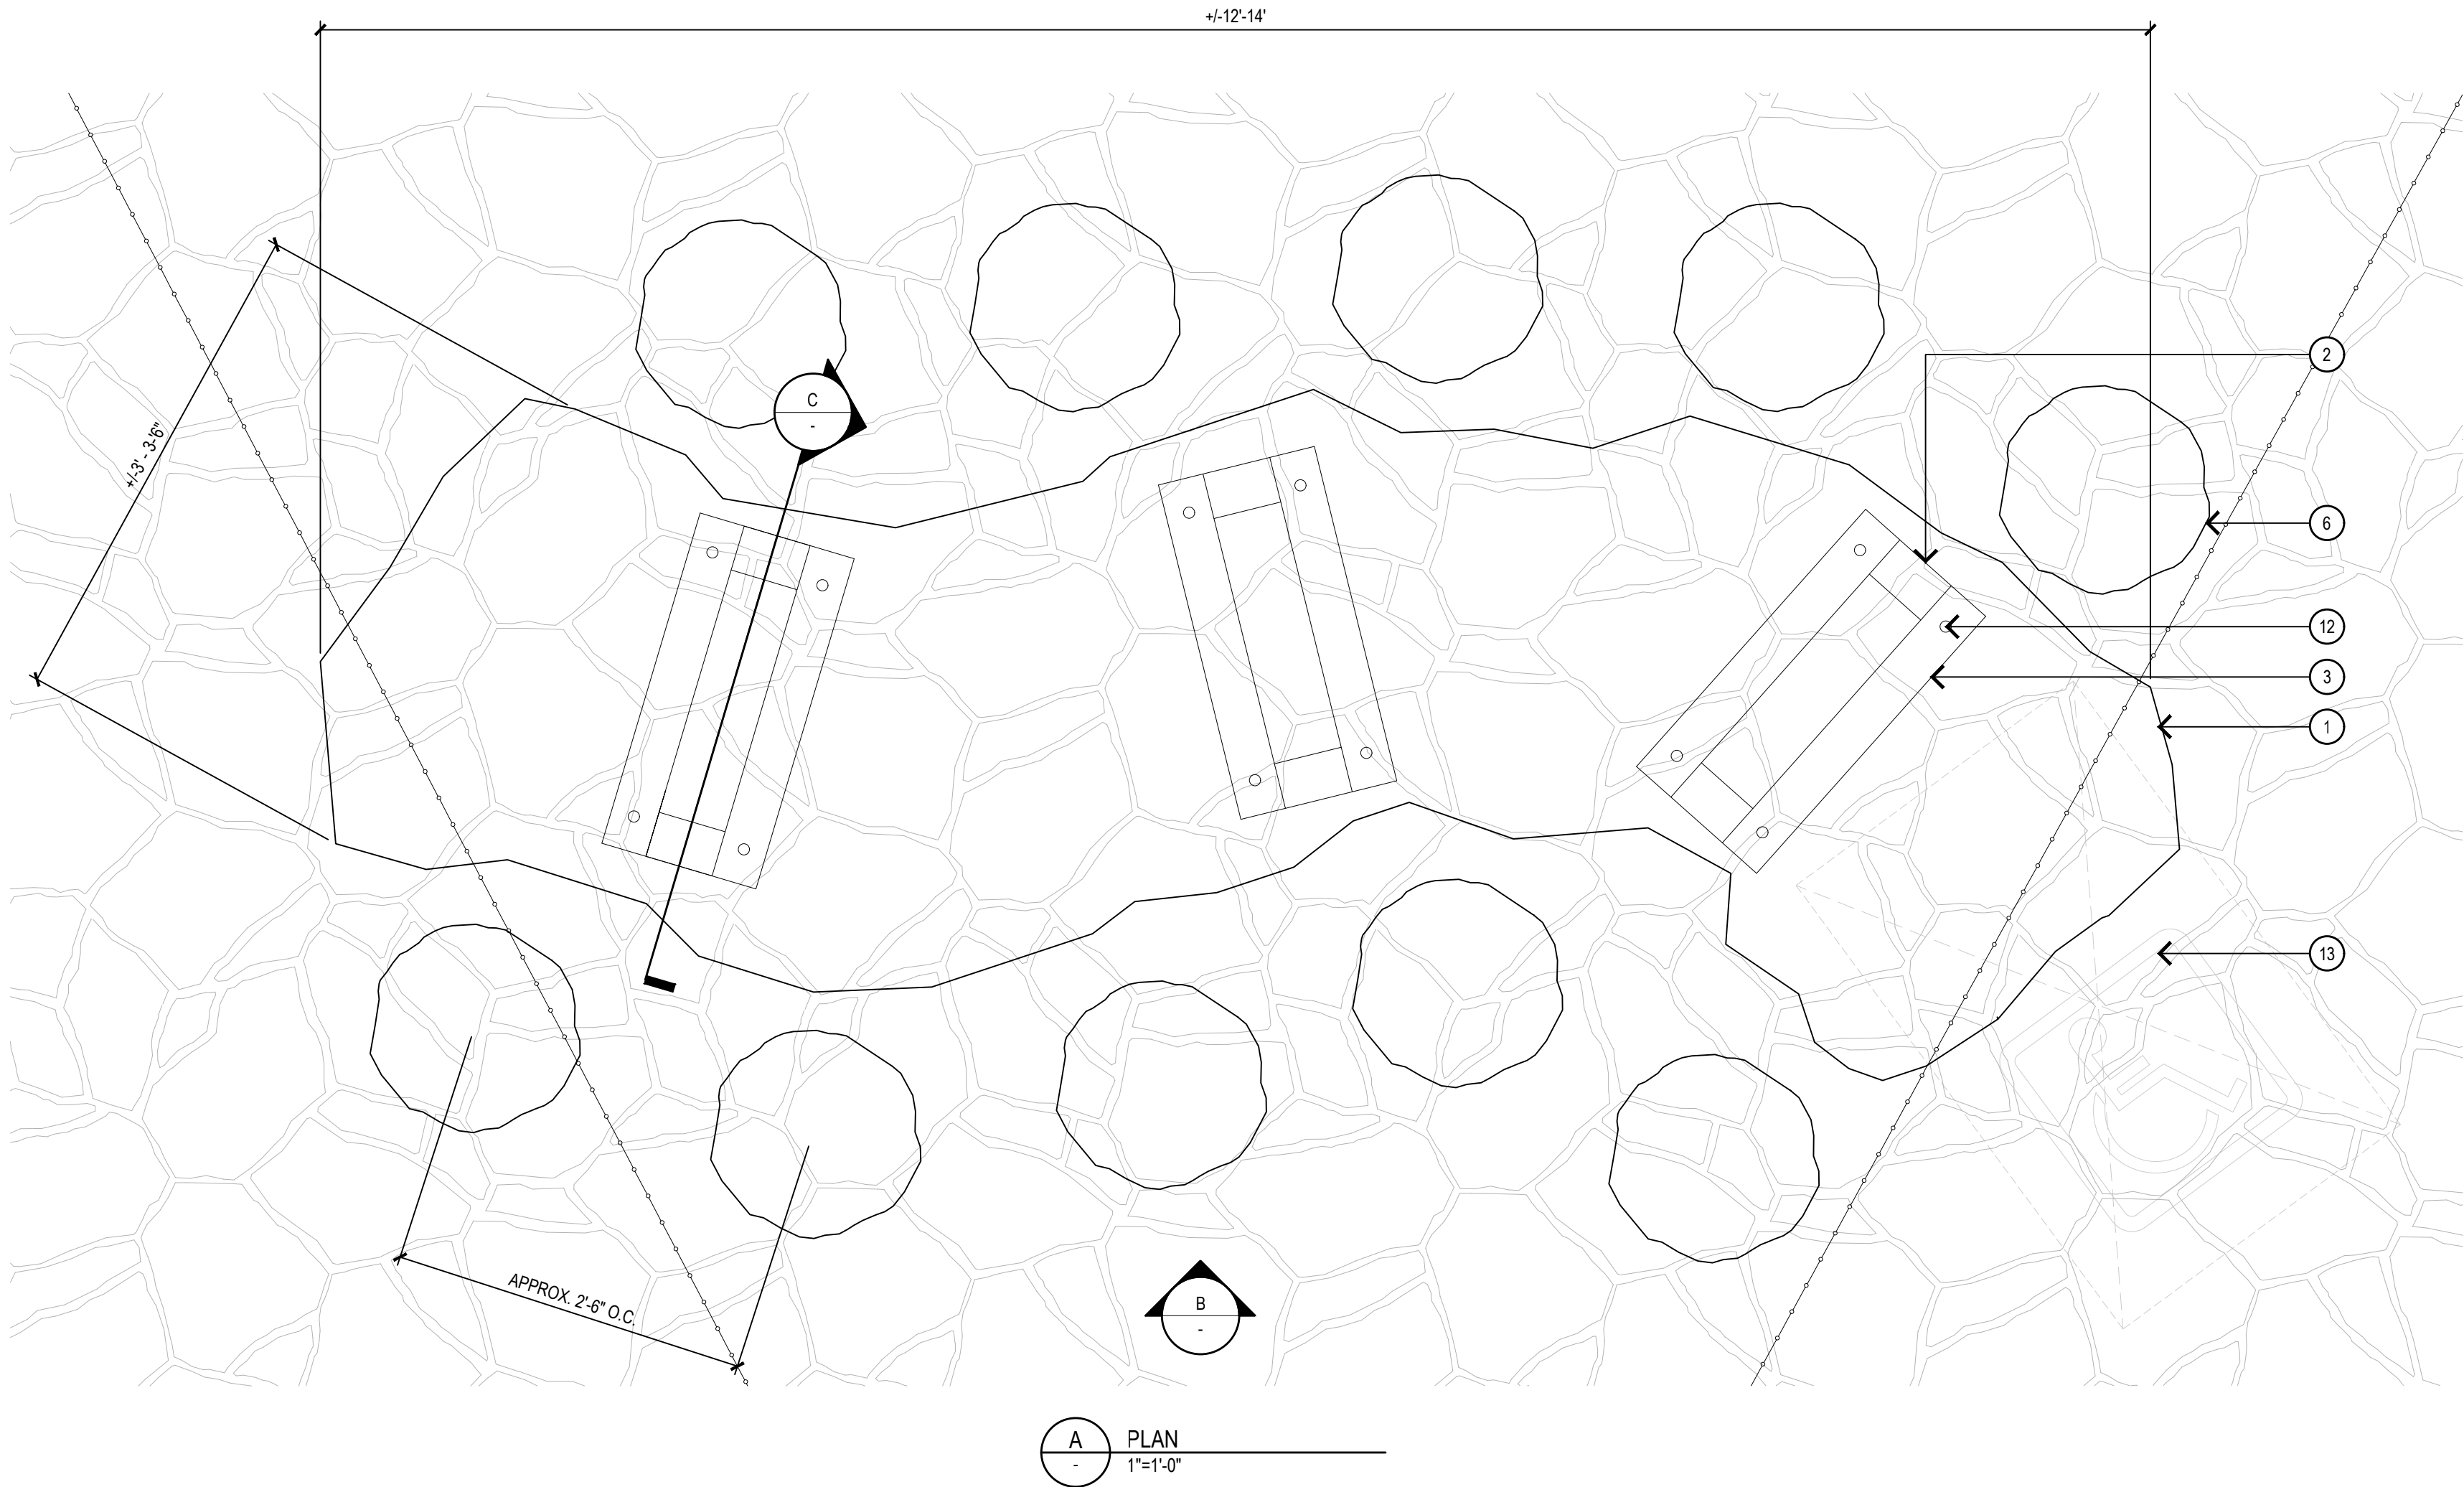 +/-12'-14'
+/-3' - 3'-6"
C
-
2
6
12
3
1
13
APPROX. 2'-6" O.C.
B
-
A
-
PLAN
1"=1'-0"